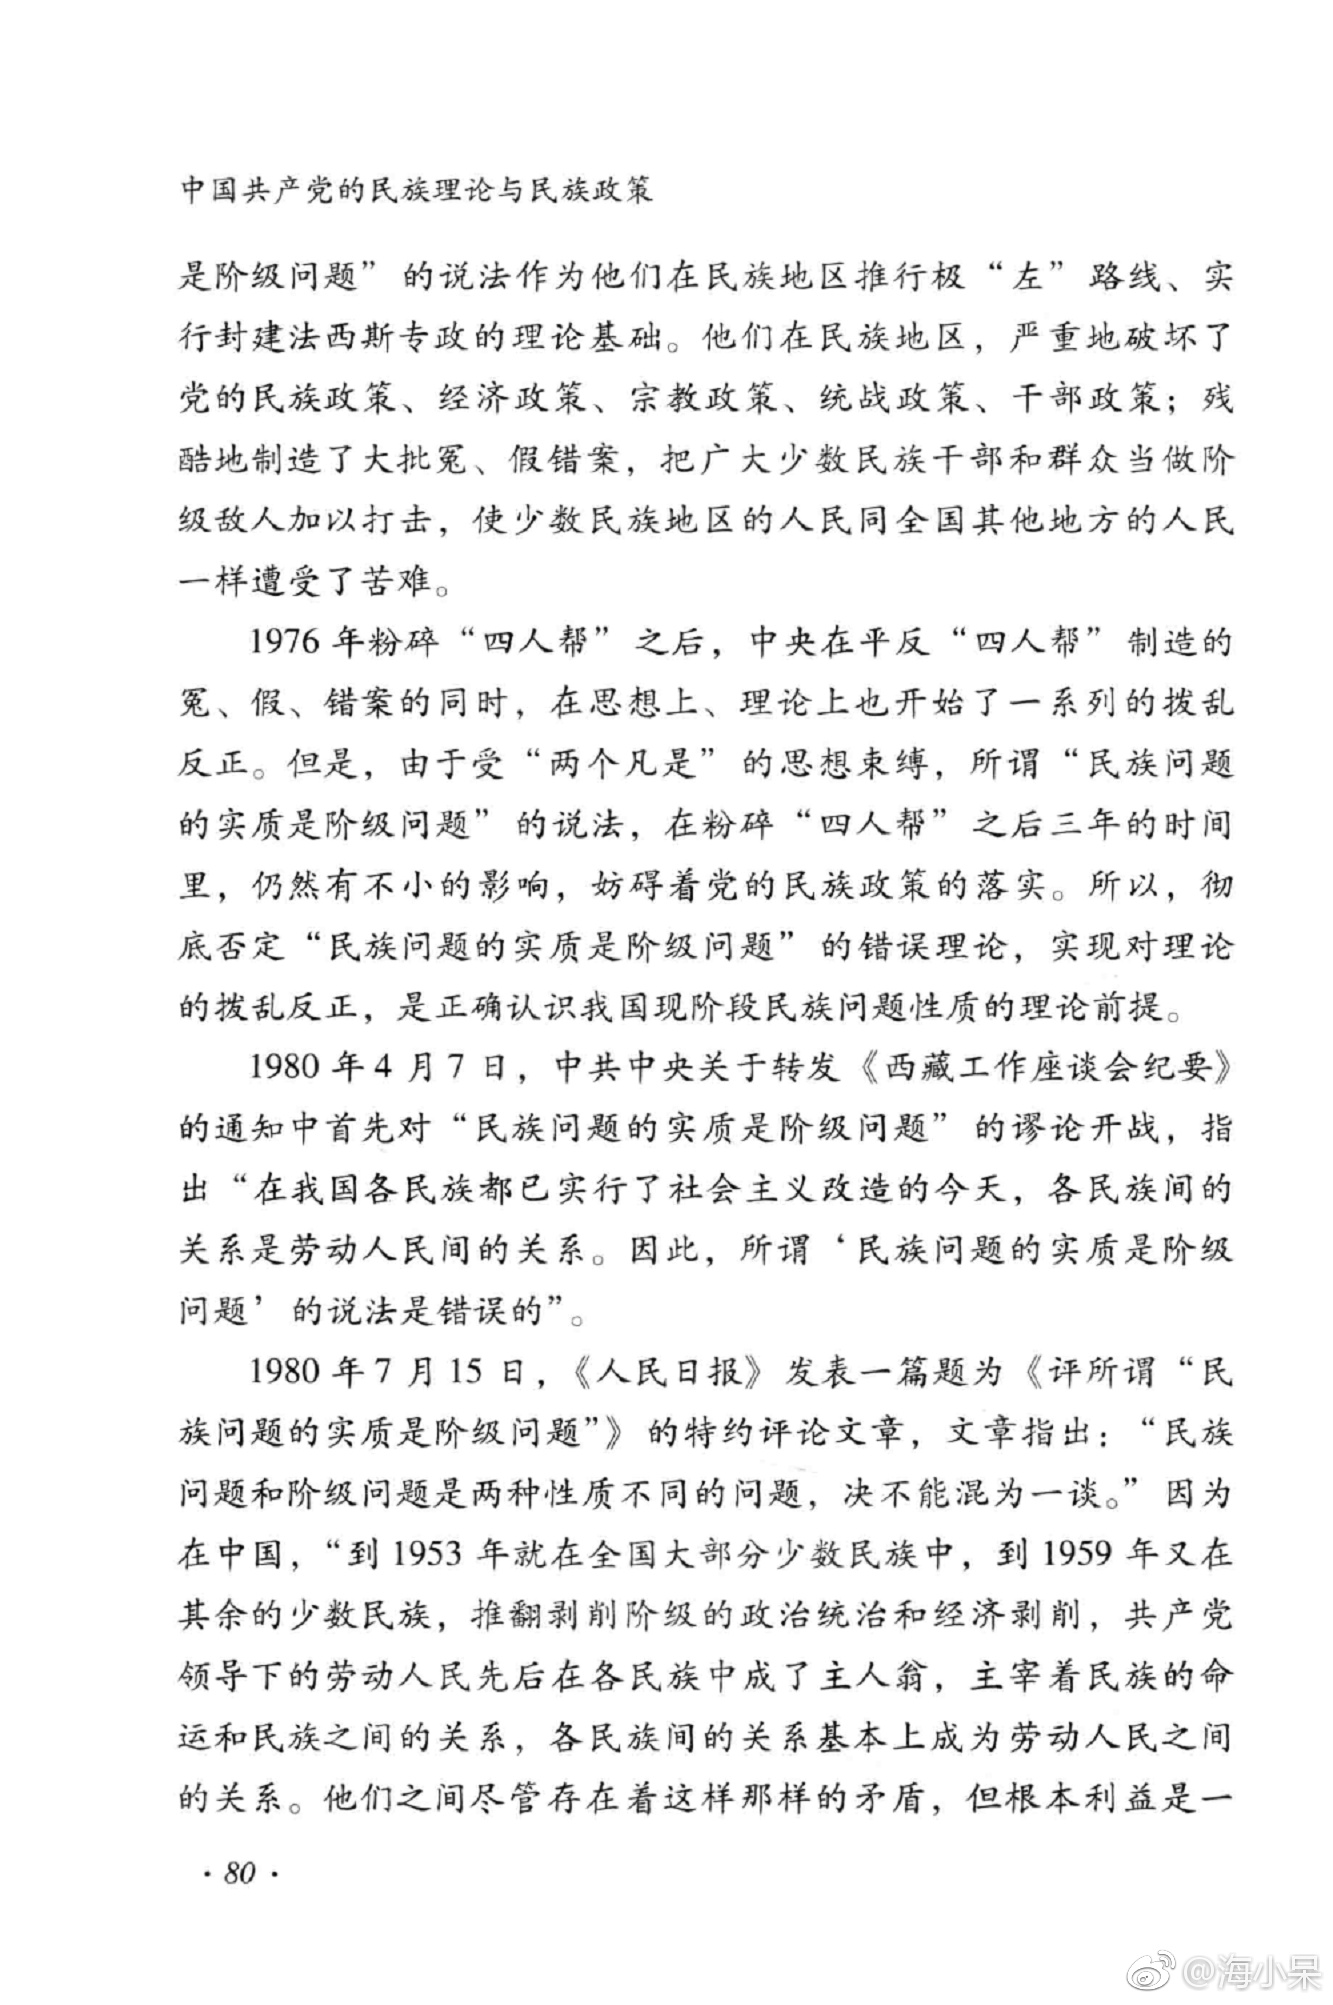 中国共产党的民族理论与民族政策
是阶级问题”的说法作为他们在民族地区推行极“左”路线、实
行封建法西斯专政的理论基础。他们在民族地区，严重地破坏了
党的民族政策、经济政策、宗教政策、统战政策、干部政策；残
酷地制造了大批冤、假错案，把广大少数民族干部和群众当做阶
级敌人加以打击，使少数民族地区的人民同全国其他地方的人民
一样遭受了苦难。
1976年粉碎“四人帮”之后，中央在平反“四人帮”制造的
冤、假、错案的同时，在思想上、理论上也开始了一系列的拨乱
反正。但是，由于受“两个凡是”的思想束缚，所谓“民族问题
的实质是阶级问题”的说法，在粉碎“四人帮”之后三年的时间
里，仍然有不小的影响，妨碍着党的民族政策的落实。所以，彻
底否定“民族问题的实质是阶级问题”的错误理论，实现对理论
的拨乱反正，是正确认识我国现阶段民族问题性质的理论前提。
1980年4月7日，中共中央关于转发《西藏工作座谈会纪要》
的通知中首先对“民族问题的实质是阶级问题”的谬论开战，指
出“在我国各民族都已实行了社会主义改造的今天，各民族间的
关系是劳动人民间的关系。因此，所谓‘民族问题的实质是阶级
问题’的说法是错误的”。
1980年7月15日，《人民日报》发表一篇题为《评所谓“民
族问题的实质是阶级问题”》的特约评论文章，文章指出：“民族
问题和阶级问题是两种性质不同的问题，决不能混为一谈。”因为
在中国，“到1953年就在全国大部分少数民族中，到1959年又在
其余的少数民族，推翻剥削阶级的政治统治和经济剥削，共产党
领导下的劳动人民先后在各民族中成了主人翁，主宰着民族的命
运和民族之间的关系，各民族间的关系基本上成为劳动人民之间
的关系。他们之间尽管存在着这样那样的矛盾，但根本利益是一
·80·
@海小呆